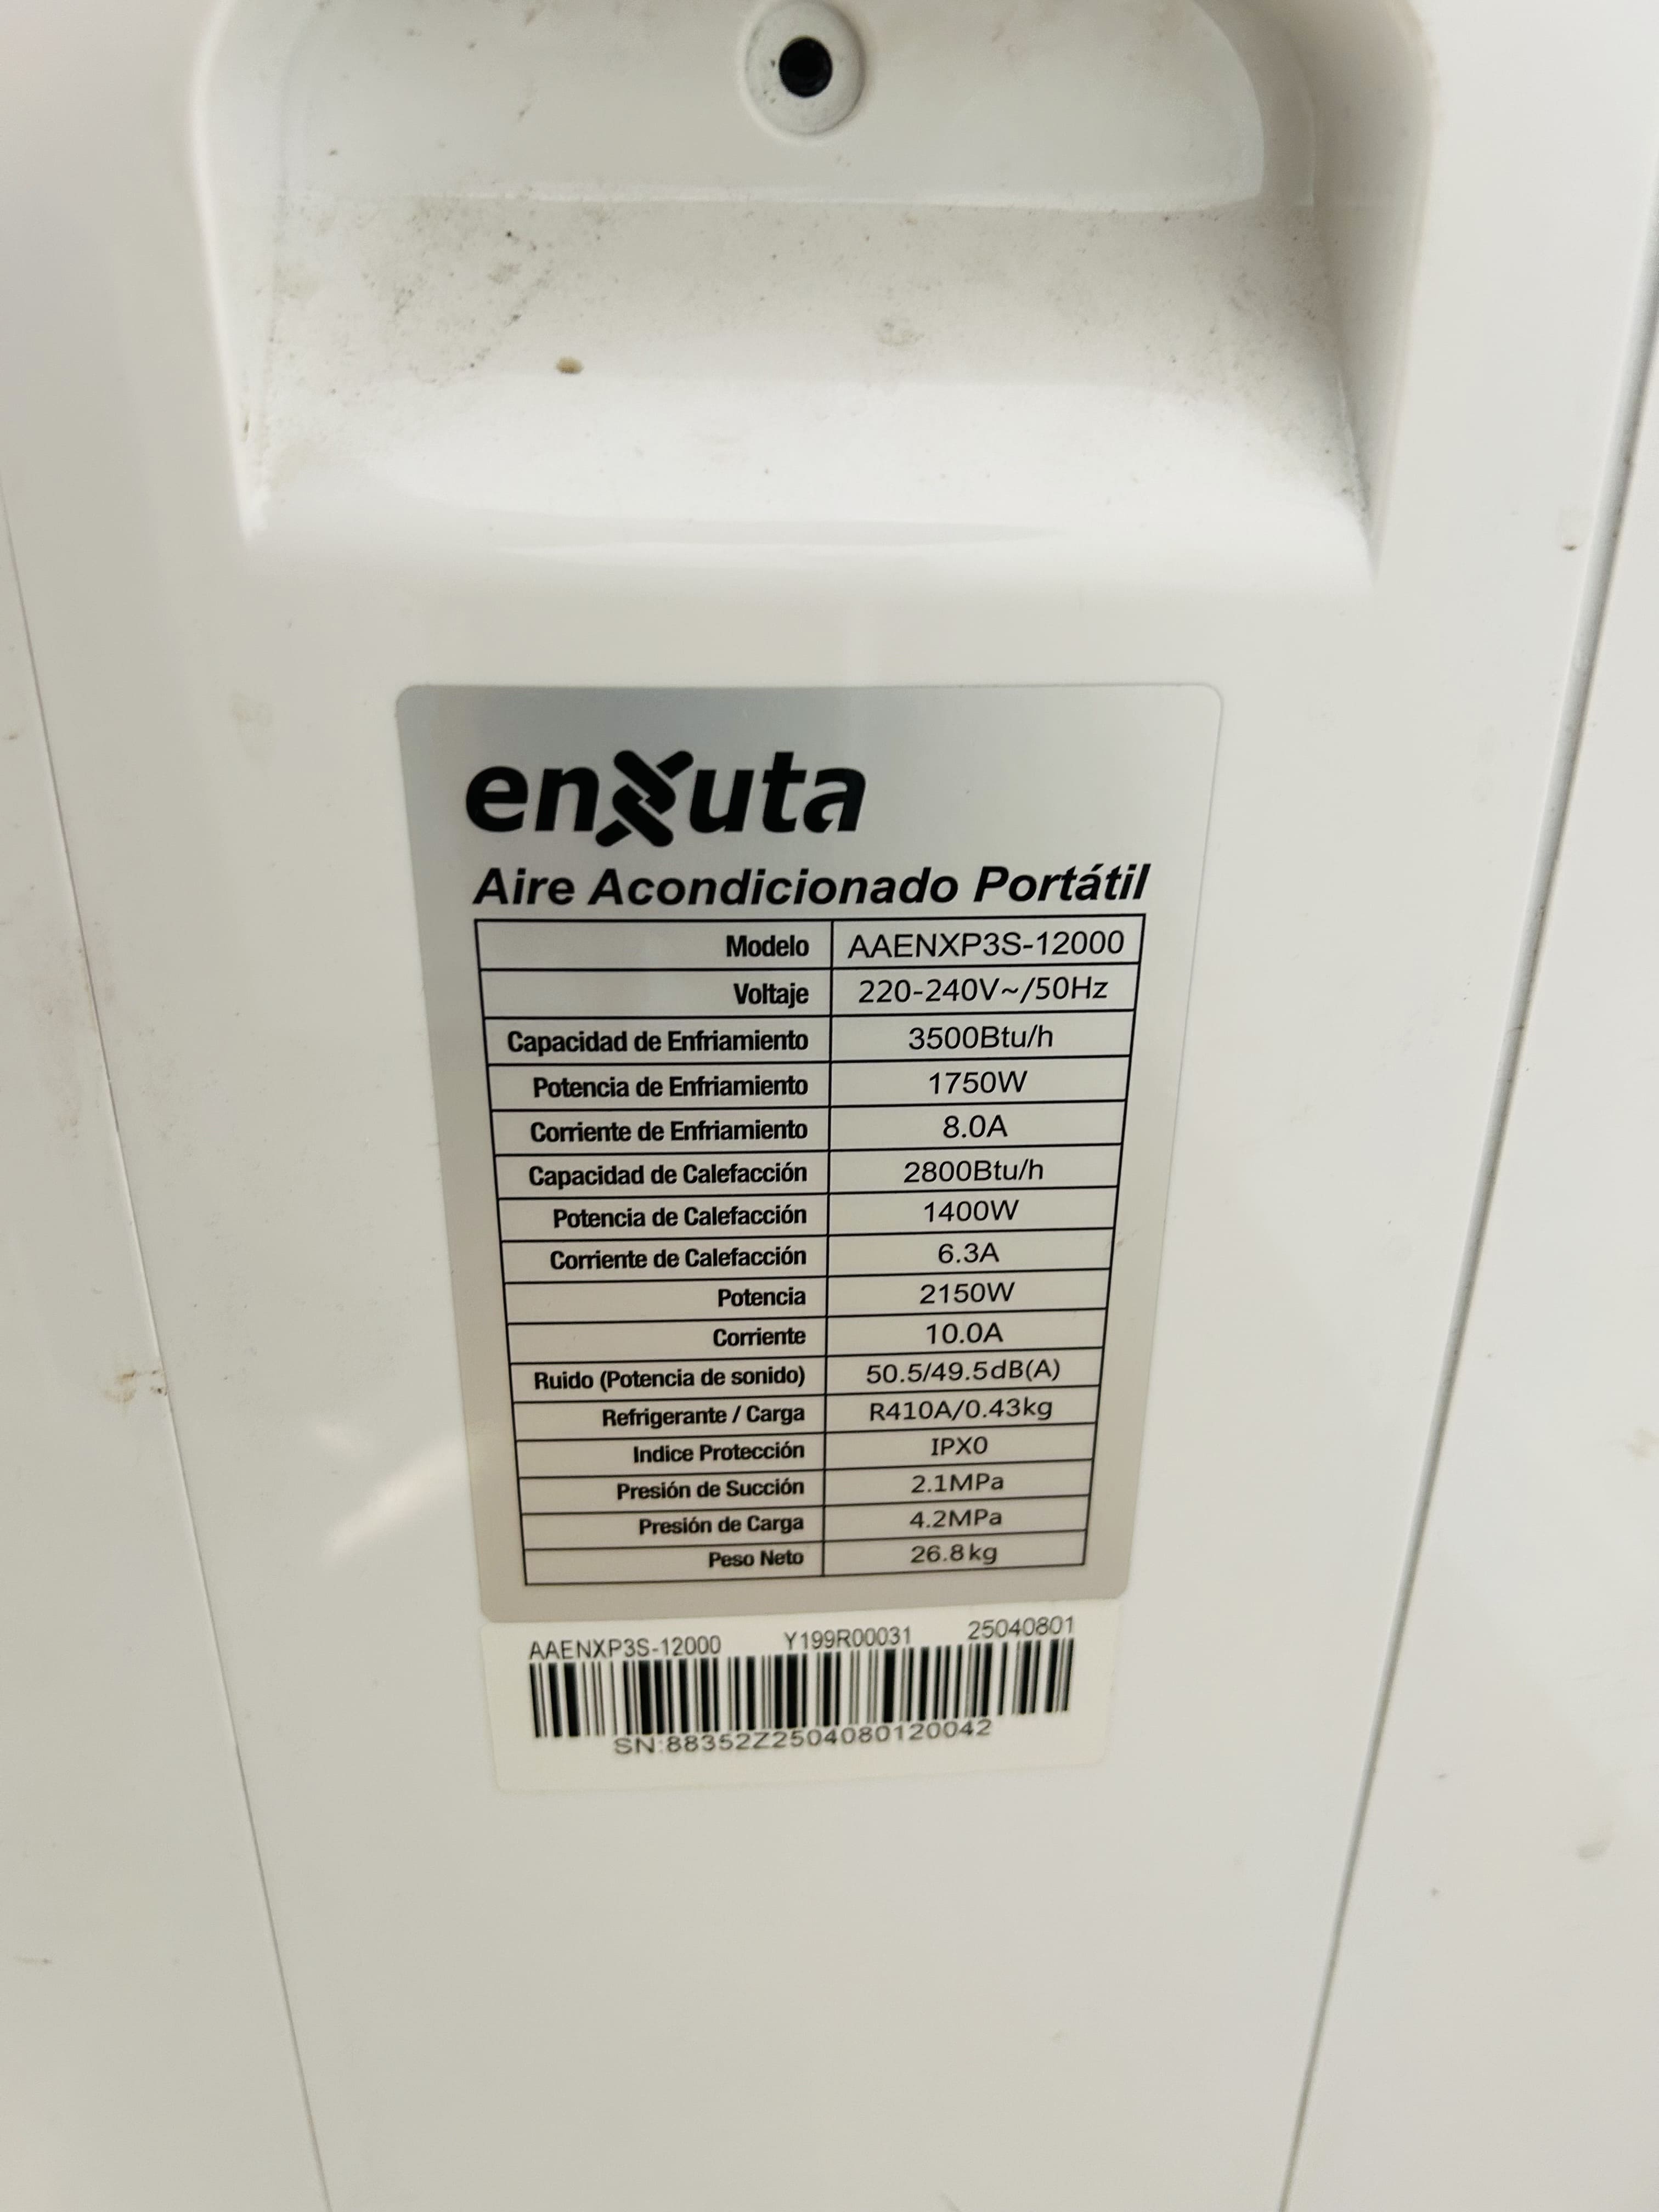 enxuta
Aire Acondicionado Portátil
Modelo AAENXP3S-12000
Voltaje 220-240V~/50Hz
Capacidad de Enfriamiento 3500Btu/h
Potencia de Enfriamiento 1750W
Corriente de Enfriamiento 8.0A
Capacidad de Calefacción 2800Btu/h
Potencia de Calefacción 1400W
Corriente de Calefacción 6.3A
Potencia 2150W
Corriente 10.0A
Ruido (Potencia de sonido) 50.5/49.5dB(A)
Refrigerante / Carga R410A/0.43kg
Indice Protección IPX0
Presión de Succión 2.1MPa
Presión de Carga 4.2MPa
Peso Neto 26.8kg
AAENXP3S-12000 Y199R00031 25040801
SN:88352Z2504080120042